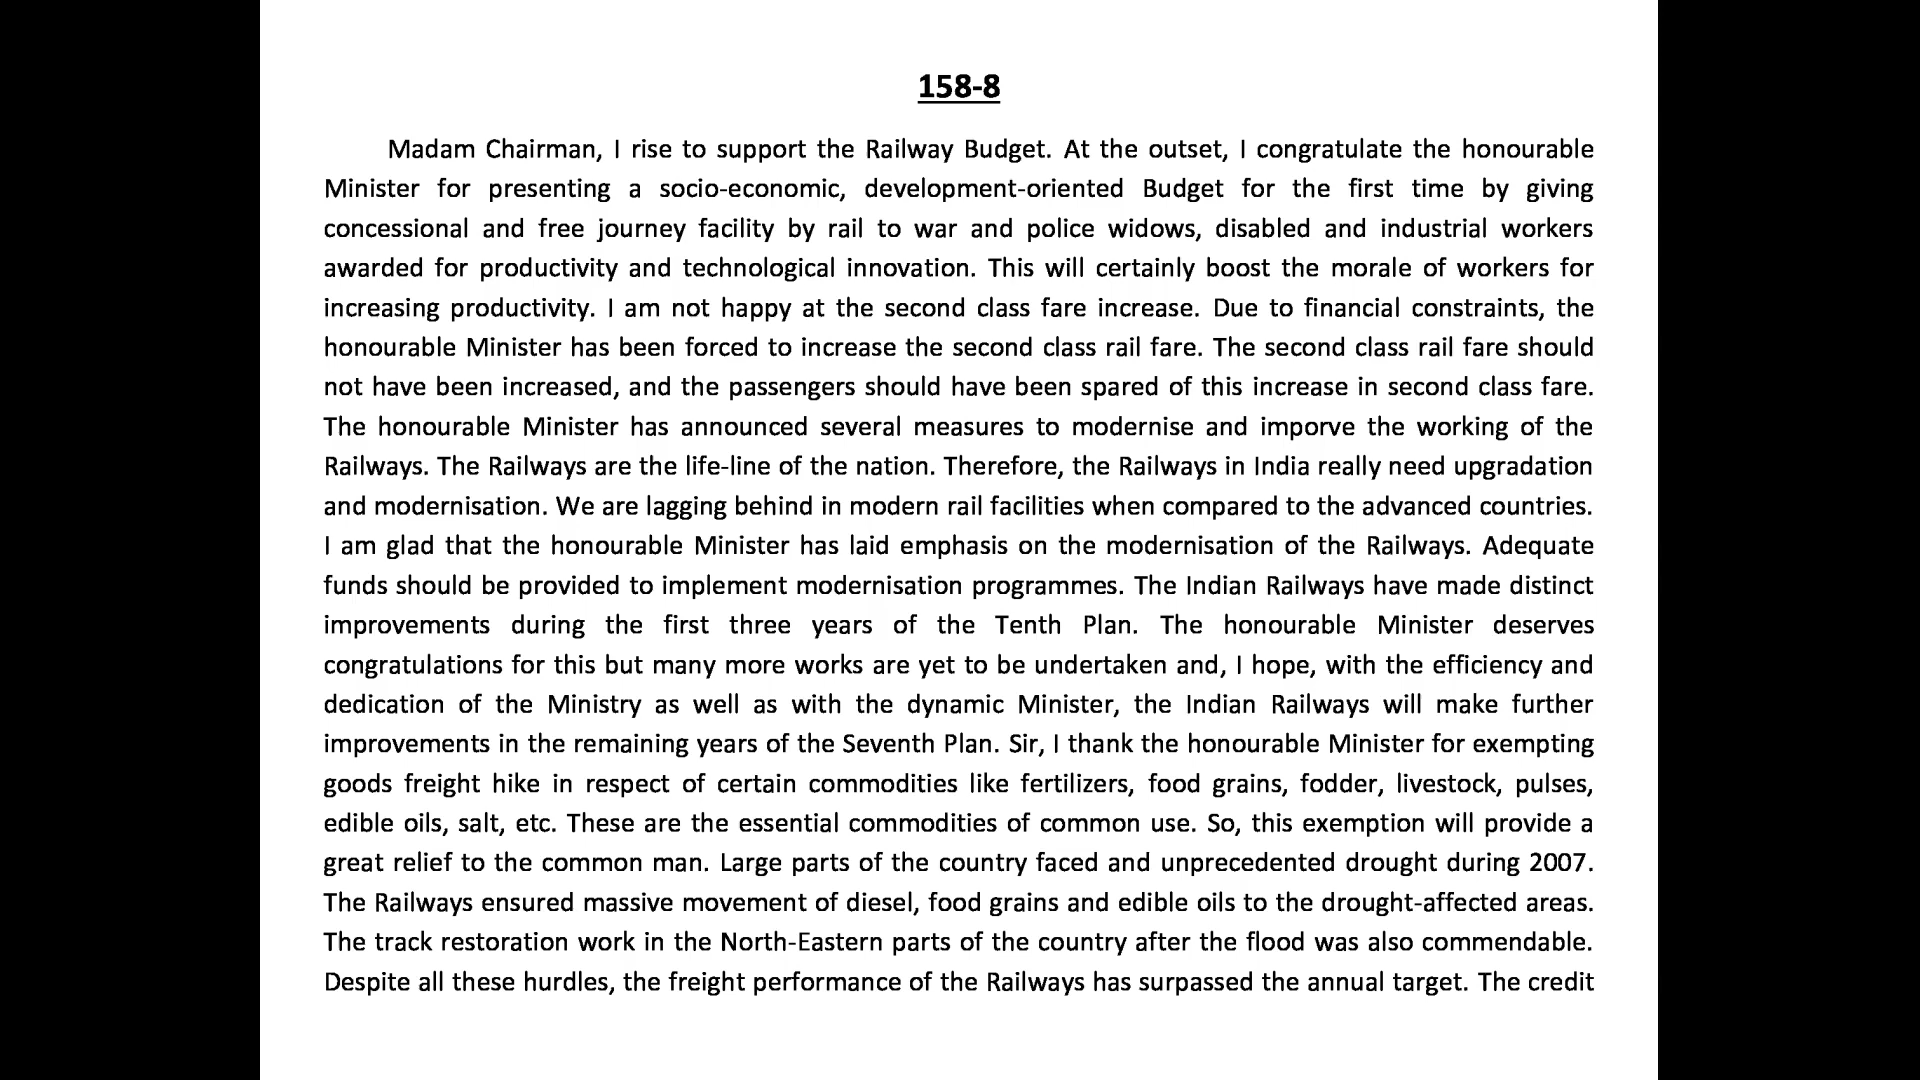 158-8
Madam Chairman, I rise to support the Railway Budget. At the outset, I congratulate the honourable
Minister for presenting a socio-economic, development-oriented Budget for the first time by giving
concessional and free journey facility by rail to war and police widows, disabled and industrial workers
awarded for productivity and technological innovation. This will certainly boost the morale of workers for
increasing productivity. I am not happy at the second class fare increase. Due to financial constraints, the
honourable Minister has been forced to increase the second class rail fare. The second class rail fare should
not have been increased, and the passengers should have been spared of this increase in second class fare.
The honourable Minister has announced several measures to modernise and imporve the working of the
Railways. The Railways are the life-line of the nation. Therefore, the Railways in India really need upgradation
and modernisation. We are lagging behind in modern rail facilities when compared to the advanced countries.
I am glad that the honourable Minister has laid emphasis on the modernisation of the Railways. Adequate
funds should be provided to implement modernisation programmes. The Indian Railways have made distinct
improvements during the first three years of the Tenth Plan. The honourable Minister deserves
congratulations for this but many more works are yet to be undertaken and, I hope, with the efficiency and
dedication of the Ministry as well as with the dynamic Minister, the Indian Railways will make further
improvements in the remaining years of the Seventh Plan. Sir, I thank the honourable Minister for exempting
goods freight hike in respect of certain commodities like fertilizers, food grains, fodder, livestock, pulses,
edible oils, salt, etc. These are the essential commodities of common use. So, this exemption will provide a
great relief to the common man. Large parts of the country faced and unprecedented drought during 2007.
The Railways ensured massive movement of diesel, food grains and edible oils to the drought-affected areas.
The track restoration work in the North-Eastern parts of the country after the flood was also commendable.
Despite all these hurdles, the freight performance of the Railways has surpassed the annual target. The credit